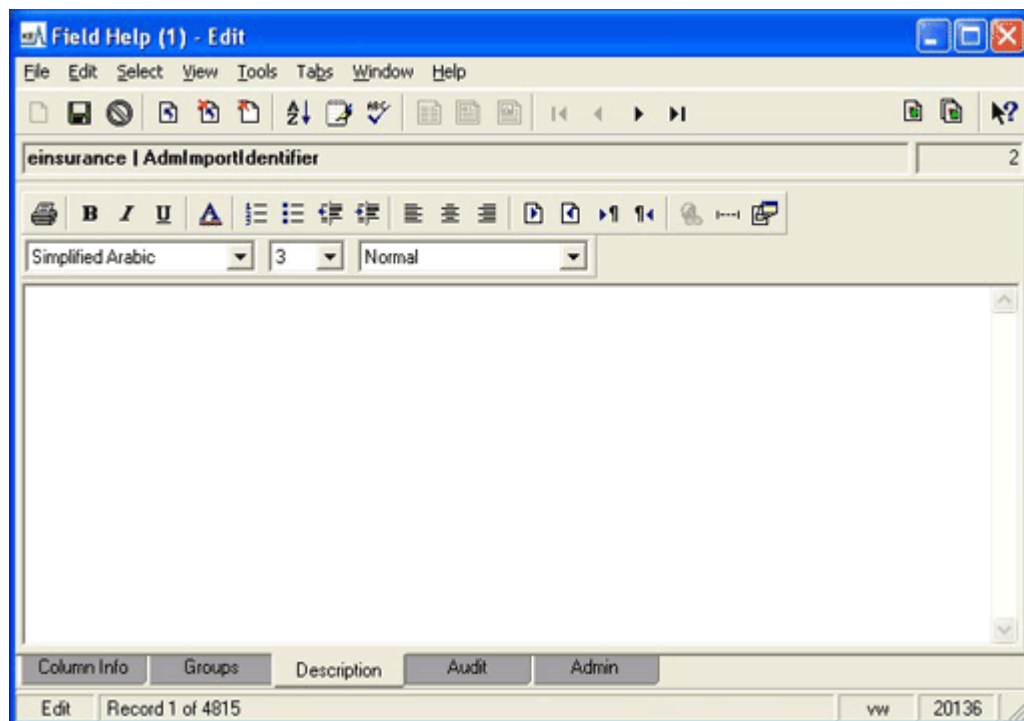 Field Help (1) - Edit
File Edit Select View Tools Tabs Window Help
einsurance | AdmImportIdentifier 2
B I U A
Simplified Arabic 3 Normal
Column Info Groups Description Audit Admin
Edit Record 1 of 4815 vw 20136